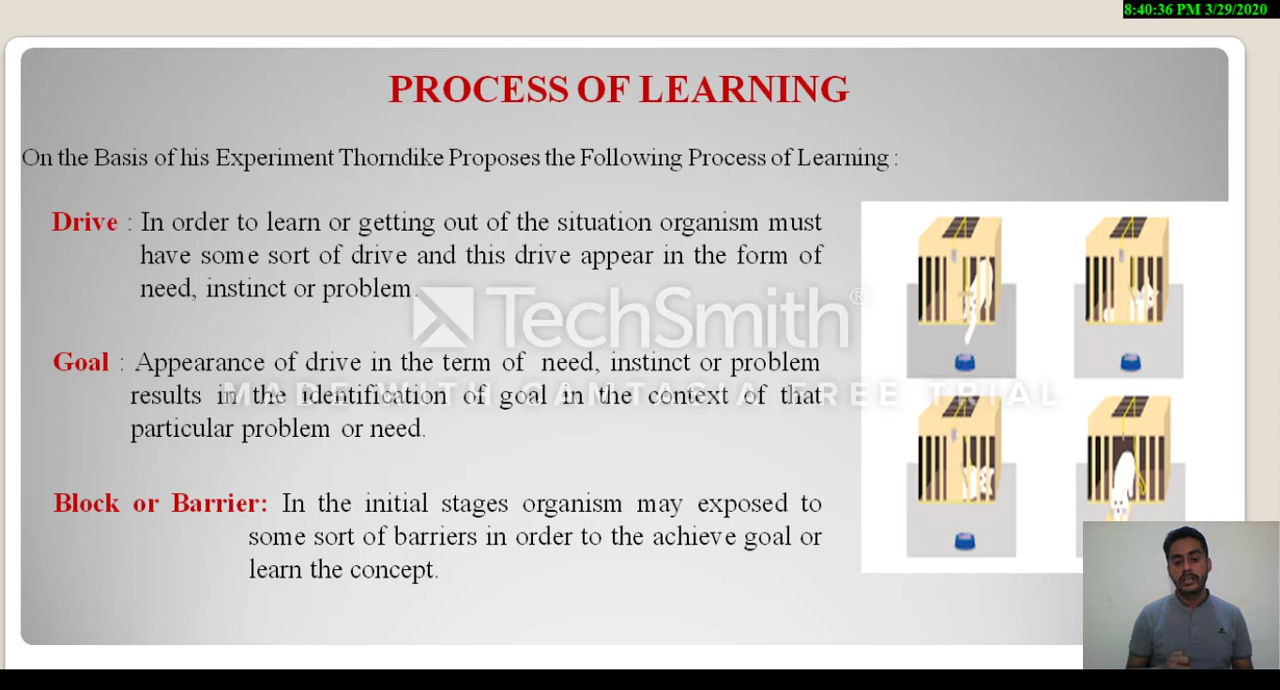 8:40:36 PM 3/29/2020
PROCESS OF LEARNING
On the Basis of his Experiment Thorndike Proposes the Following Process of Learning :
Drive : In order to learn or getting out of the situation organism must
have some sort of drive and this drive appear in the form of
need, instinct or problem.
TechSmith®
Goal : Appearance of drive in the term of need, instinct or problem
results in the identification of goal in the context of that
MADE WITH CAMTASIA FREE TRIAL
particular problem or need.
Block or Barrier: In the initial stages organism may exposed to
some sort of barriers in order to the achieve goal or
learn the concept.